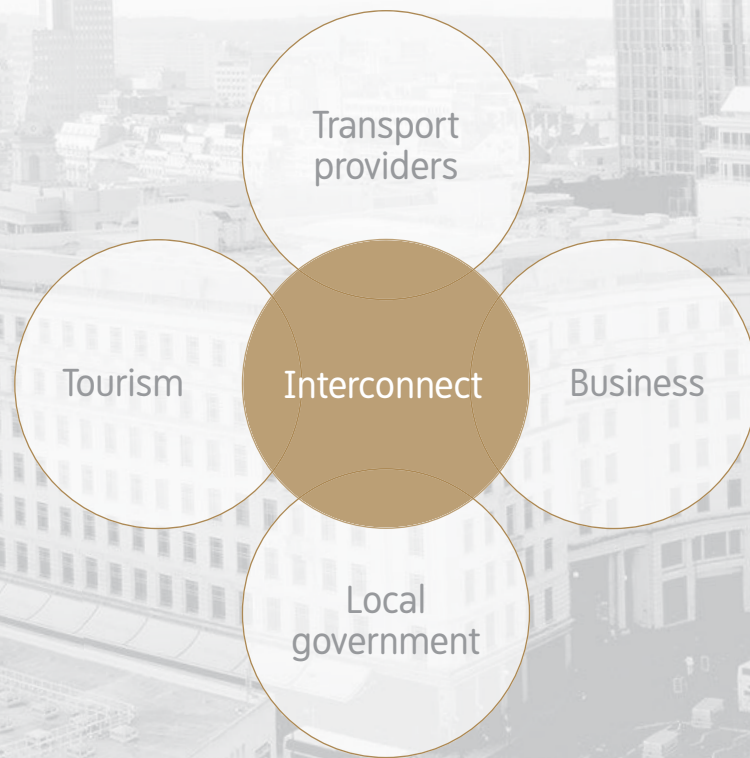 Transport
providers
Tourism
Interconnect
Business
Local
government